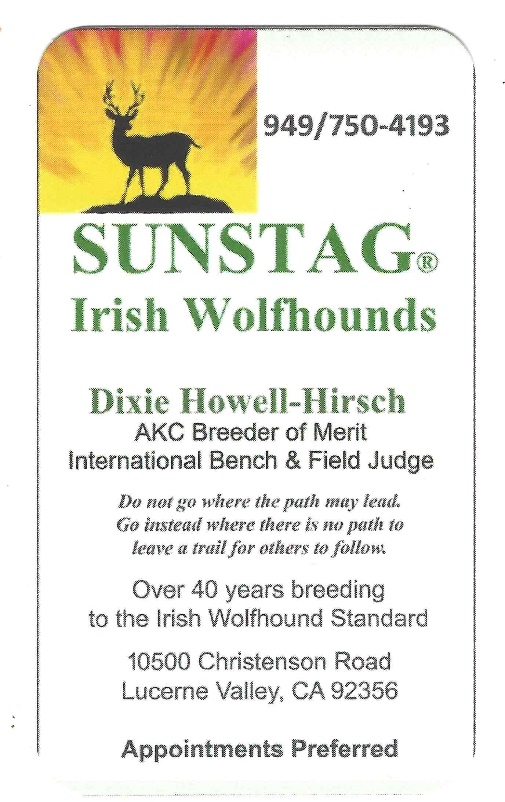 949/750-4193
SUNSTAG®
Irish Wolfhounds
Dixie Howell-Hirsch
AKC Breeder of Merit
International Bench & Field Judge
Do not go where the path may lead.
Go instead where there is no path to
leave a trail for others to follow.
Over 40 years breeding
to the Irish Wolfhound Standard
10500 Christenson Road
Lucerne Valley, CA 92356
Appointments Preferred